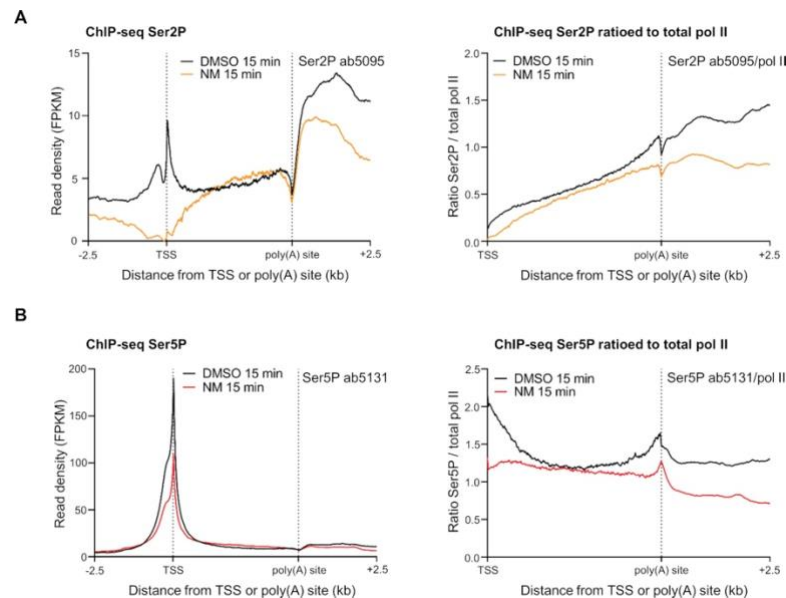 A
ChIP-seq Ser2P
DMSO 15 min
NM 15 min
Ser2P ab5095
Read density (FPKM)
15
10
5
0
-2.5
TSS
poly(A) site
+2.5
Distance from TSS or poly(A) site (kb)
ChIP-seq Ser2P ratioed to total pol II
DMSO 15 min
NM 15 min
Ser2P ab5095/pol II
Ratio Ser2P / total pol II
2.0
1.5
1.0
0.5
0.0
TSS
poly(A) site
+2.5
Distance from TSS or poly(A) site (kb)
B
ChIP-seq Ser5P
DMSO 15 min
NM 15 min
Ser5P ab5131
Read density (FPKM)
200
150
100
50
0
-2.5
TSS
poly(A) site
+2.5
Distance from TSS or poly(A) site (kb)
ChIP-seq Ser5P ratioed to total pol II
DMSO 15 min
NM 15 min
Ser5P ab5131/pol II
Ratio Ser5P / total pol II
2.5
2.0
1.5
1.0
0.5
0.0
TSS
poly(A) site
+2.5
Distance from TSS or poly(A) site (kb)